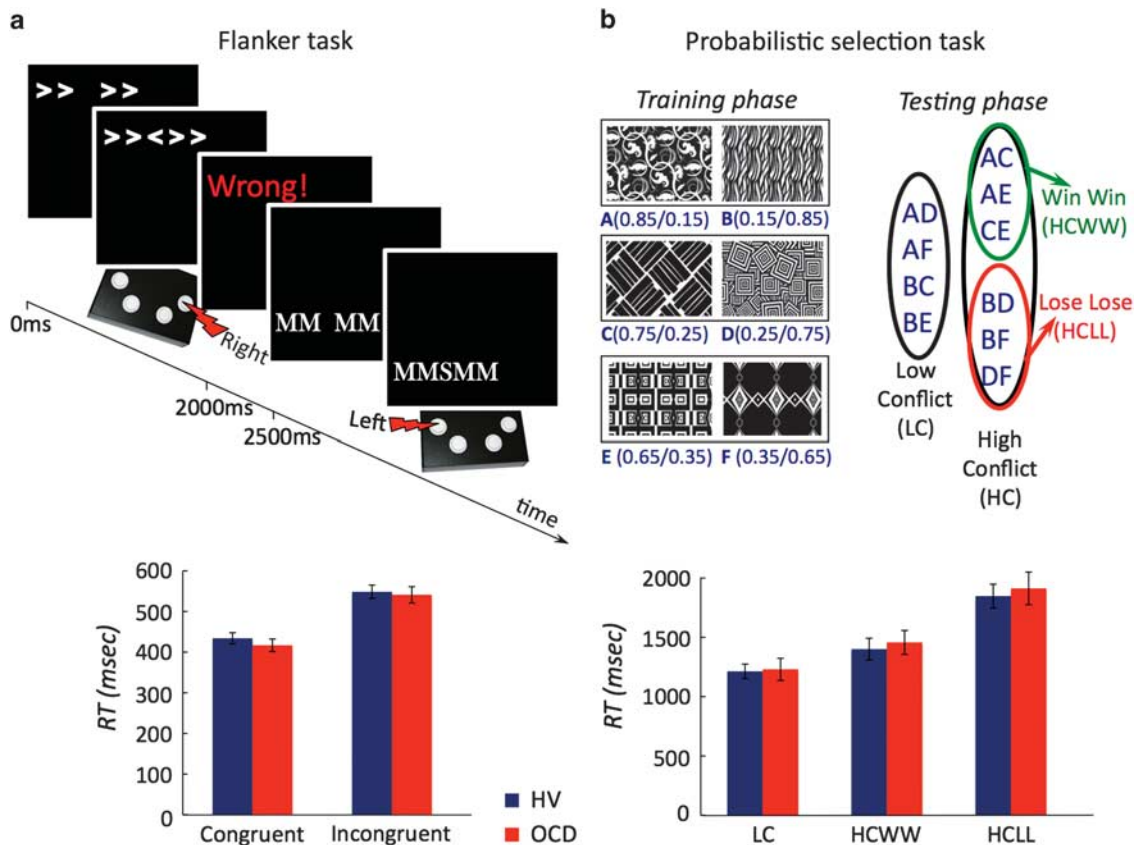 a
Flanker task
>> >>
>><>>
Wrong!
MM MM
MMSMM
0ms
Right
2000ms
2500ms
Left
time
RT (msec)
600
500
400
300
200
100
0
Congruent
Incongruent
HV
OCD
b
Probabilistic selection task
Training phase
A(0.85/0.15)
B(0.15/0.85)
C(0.75/0.25)
D(0.25/0.75)
E (0.65/0.35)
F (0.35/0.65)
Testing phase
AD
AF
BC
BE
Low
Conflict
(LC)
AC
AE
CE
BD
BF
DF
High
Conflict
(HC)
Win Win
(HCWW)
Lose Lose
(HCLL)
RT (msec)
2000
1500
1000
500
0
LC
HCWW
HCLL